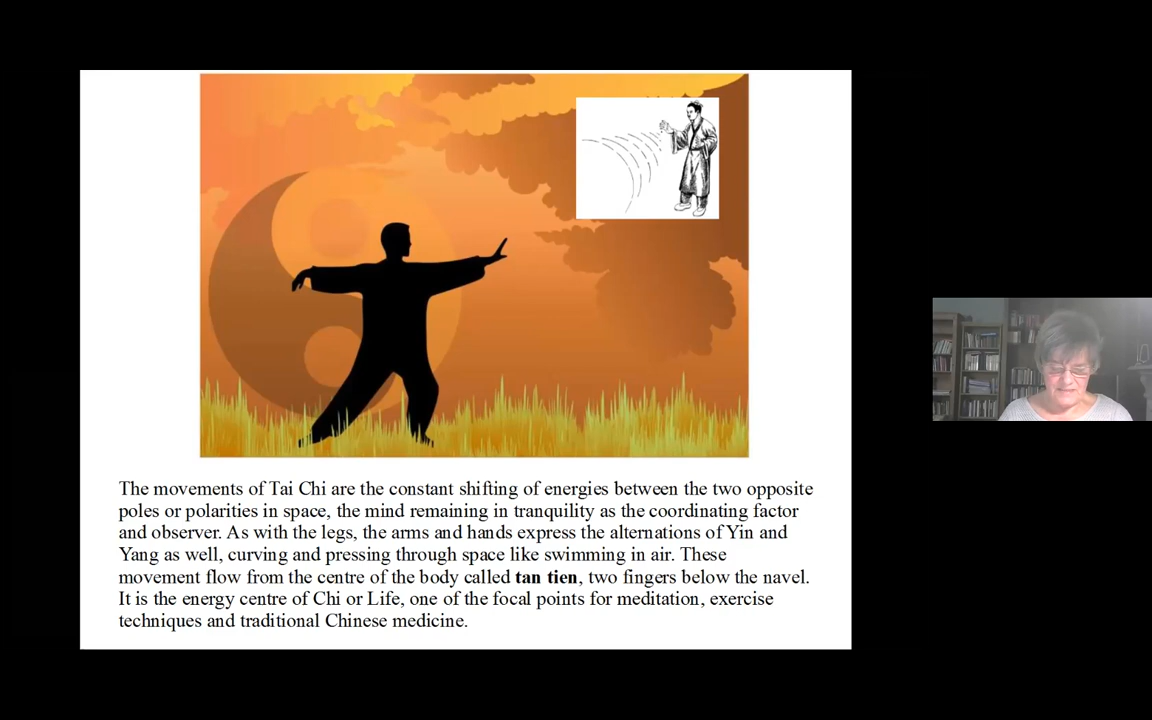 The movements of Tai Chi are the constant shifting of energies between the two opposite
poles or polarities in space, the mind remaining in tranquility as the coordinating factor
and observer. As with the legs, the arms and hands express the alternations of Yin and
Yang as well, curving and pressing through space like swimming in air. These
movement flow from the centre of the body called tan tien, two fingers below the navel.
It is the energy centre of Chi or Life, one of the focal points for meditation, exercise
techniques and traditional Chinese medicine.